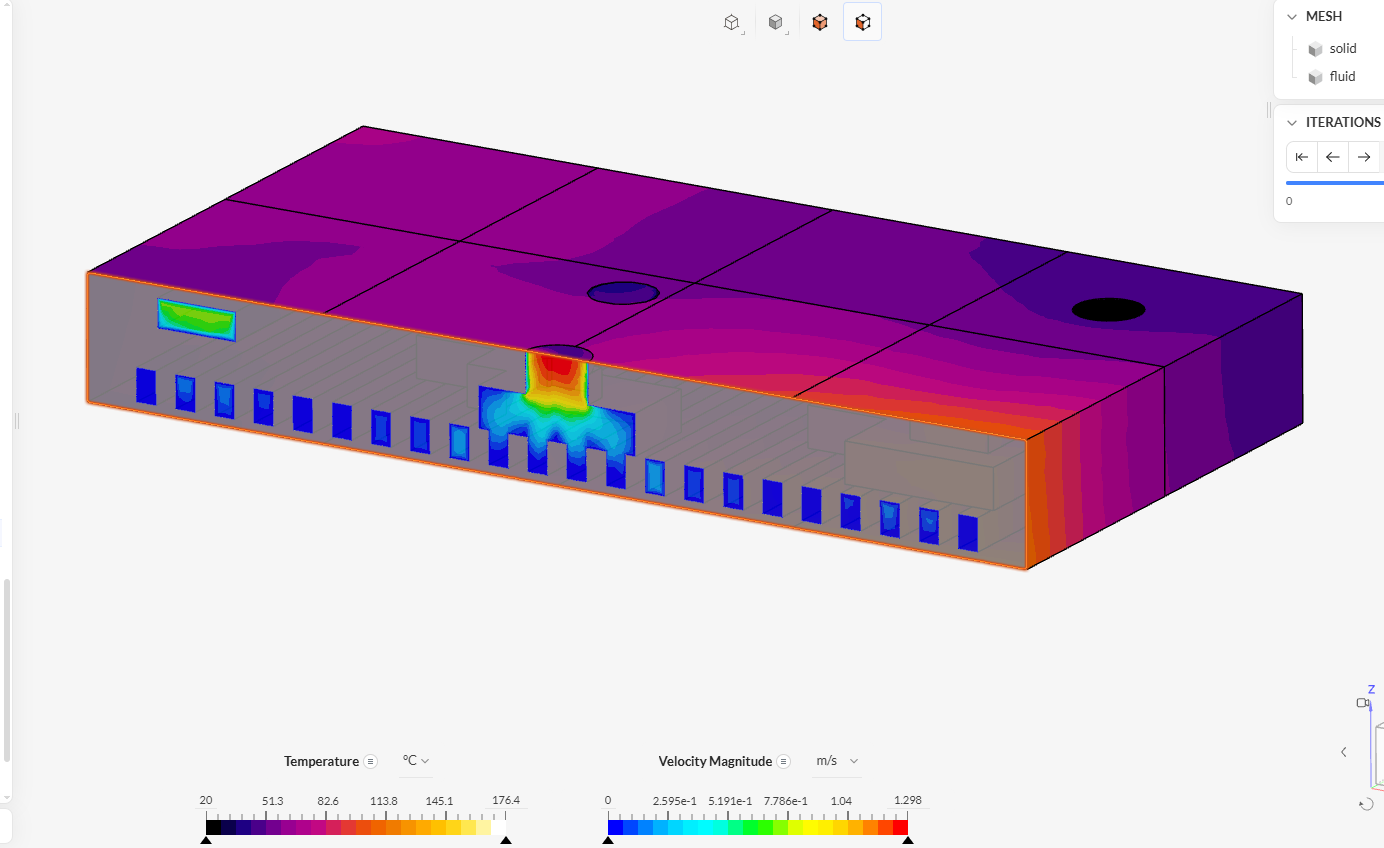 MESH
solid
fluid
ITERATIONS
0
Z
Temperature °C
20 51.3 82.6 113.8 145.1 176.4
Velocity Magnitude m/s
0 2.595e-1 5.191e-1 7.786e-1 1.04 1.298